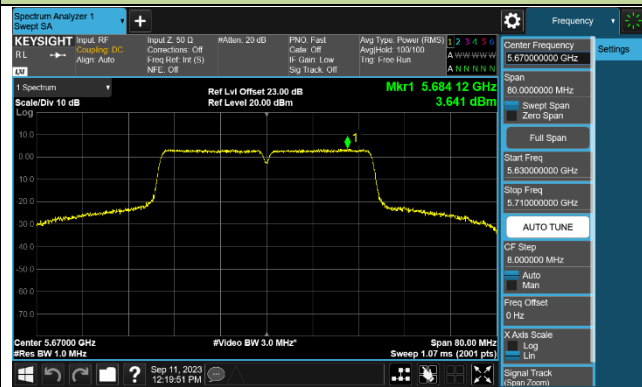 Spectrum Analyzer 1
Swept SA
Frequency
KEYSIGHT
RL
LXI
Input: RF
Coupling: DC
Align: Auto
Input Z: 50 Ω
Corrections: Off
Freq Ref: Int (S)
NFE: Off
#Atten: 20 dB
PNO: Fast
Gate: Off
IF Gain: Low
Sig Track: Off
Avg Type: Power (RMS)
Avg|Hold: 100/100
Trig: Free Run
1 2 3 4 5 6
A W W W W W
A N N N N N
Center Frequency
5.670000000 GHz
Settings
Span
80.0000000 MHz
Swept Span
Zero Span
Full Span
Start Freq
5.630000000 GHz
Stop Freq
5.710000000 GHz
AUTO TUNE
CF Step
8.000000 MHz
Auto
Man
Freq Offset
0 Hz
X Axis Scale
Log
Lin
Signal Track
(Span Zoom)
1 Spectrum
Scale/Div 10 dB
Log
Ref Lvl Offset 23.00 dB
Ref Level 20.00 dBm
Mkr1 5.684 12 GHz
3.641 dBm
1
10.0
0.00
-10.0
-20.0
-30.0
-40.0
-50.0
-60.0
-70.0
Center 5.67000 GHz
#Res BW 1.0 MHz
#Video BW 3.0 MHz*
Span 80.00 MHz
Sweep 1.07 ms (2001 pts)
?
Sep 11, 2023
12:19:51 PM